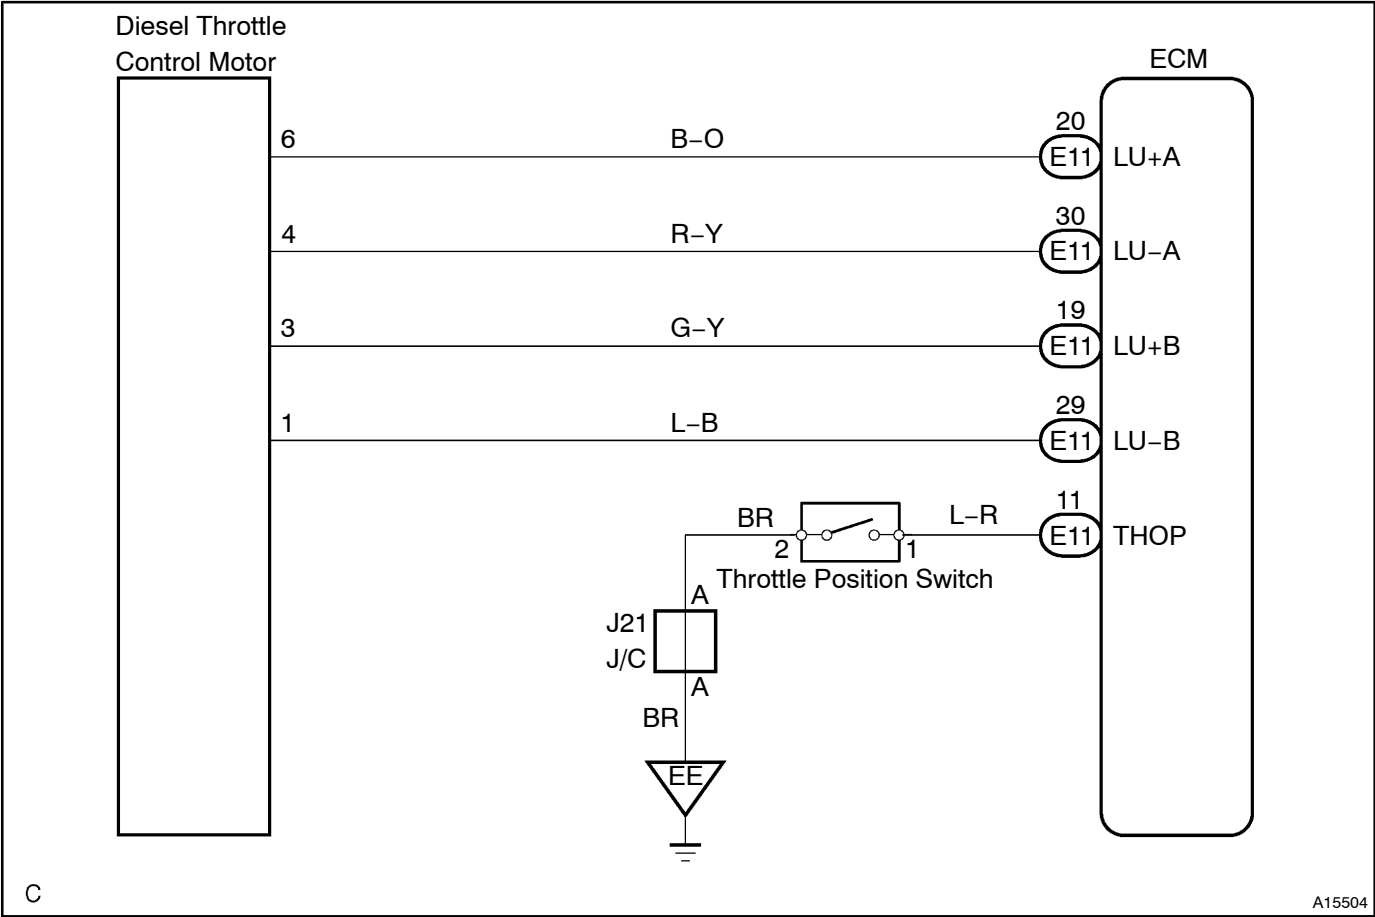 Diesel Throttle
Control Motor
ECM
6
B−O
20
E11
LU+A
4
R−Y
30
E11
LU−A
3
G−Y
19
E11
LU+B
1
L−B
29
E11
LU−B
BR
2
1
L−R
11
E11
THOP
Throttle Position Switch
A
J21
J/C
A
BR
EE
C
A15504